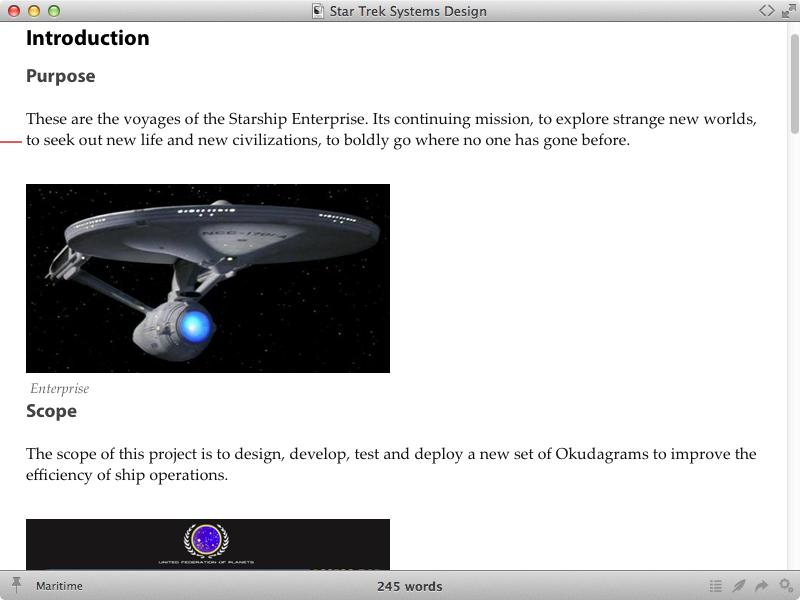 Star Trek Systems Design
Introduction
Purpose
These are the voyages of the Starship Enterprise. Its continuing mission, to explore strange new worlds,
to seek out new life and new civilizations, to boldly go where no one has gone before.
NCC-1701-A
Enterprise
Scope
The scope of this project is to design, develop, test and deploy a new set of Okudagrams to improve the
efficiency of ship operations.
UNITED FEDERATION OF PLANETS
Maritime
245 words